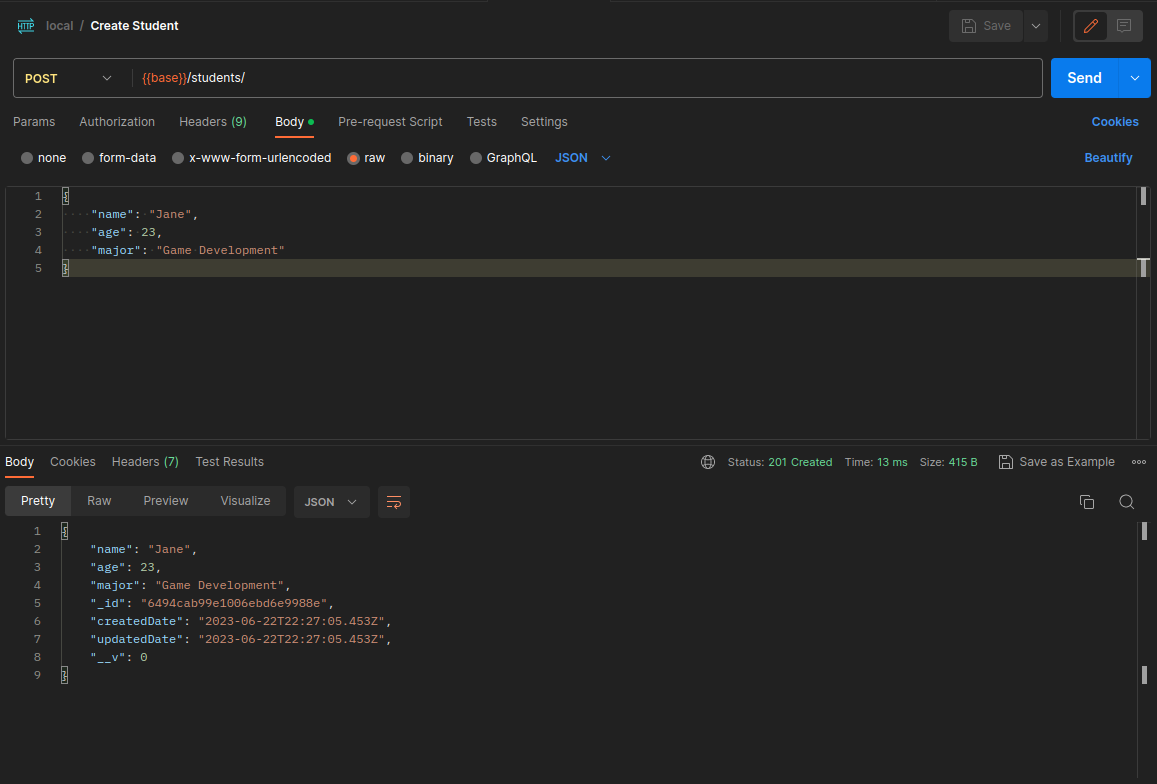 HTTP local / Create Student Save
POST {{base}}/students/ Send
Params Authorization Headers (9) Body Pre-request Script Tests Settings Cookies
none form-data x-www-form-urlencoded raw binary GraphQL JSON Beautify
1 {
2 "name": "Jane",
3 "age": 23,
4 "major": "Game Development"
5 }
Body Cookies Headers (7) Test Results Status: 201 Created Time: 13 ms Size: 415 B Save as Example
Pretty Raw Preview Visualize JSON
1 {
2 "name": "Jane",
3 "age": 23,
4 "major": "Game Development",
5 "_id": "6494cab99e1006ebd6e9988e",
6 "createdDate": "2023-06-22T22:27:05.453Z",
7 "updatedDate": "2023-06-22T22:27:05.453Z",
8 "__v": 0
9 }